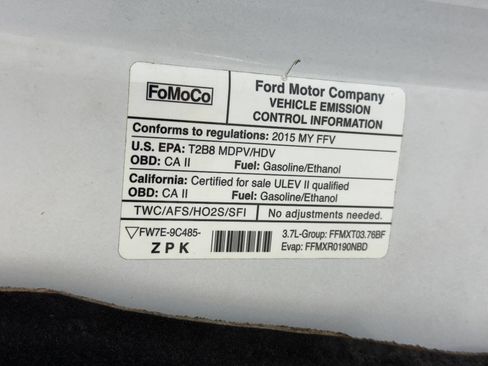 FoMoCo
Ford Motor Company
VEHICLE EMISSION
CONTROL INFORMATION
Conforms to regulations: 2015 MY FFV
U.S. EPA: T2B8 MDPV/HDV
OBD: CA II Fuel: Gasoline/Ethanol
California: Certified for sale ULEV II qualified
OBD: CA II Fuel: Gasoline/Ethanol
TWC/AFS/HO2S/SFI No adjustments needed.
▽FW7E-9C485-
ZPK
3.7L-Group: FFMXT03.76BF
Evap: FFMXR0190NBD